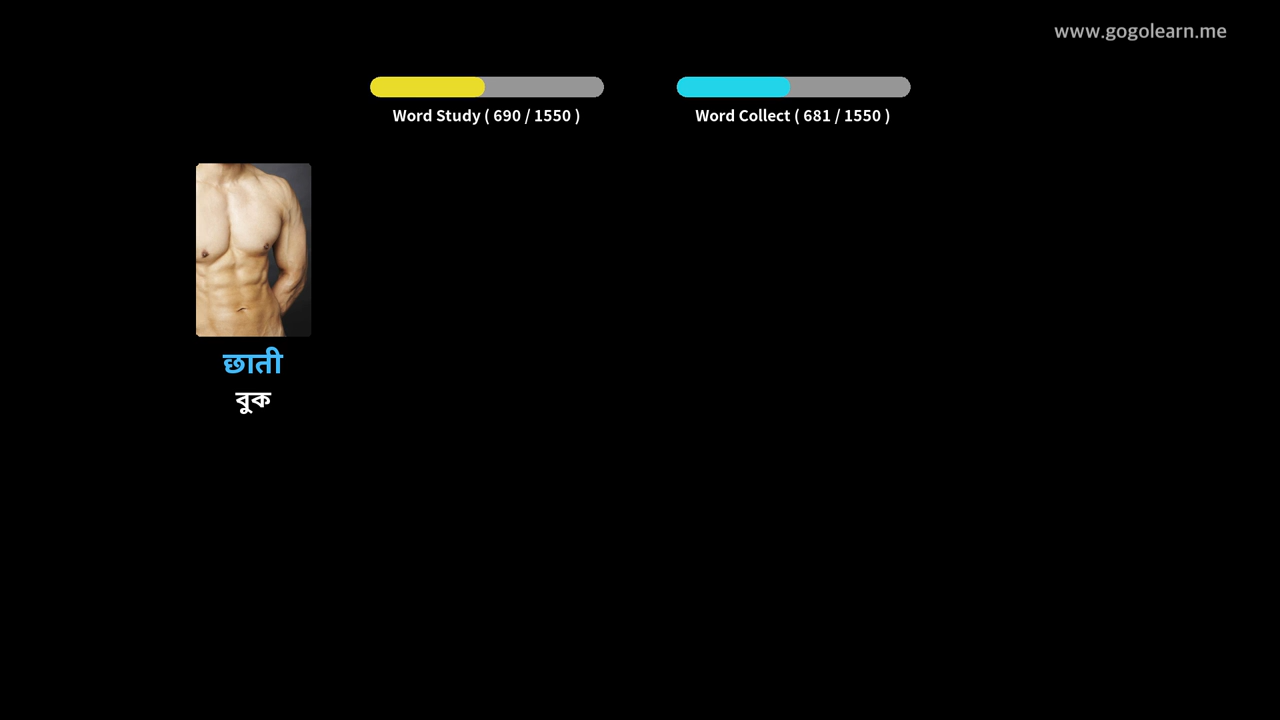 www.gogolearn.me
Word Study ( 690 / 1550 )
Word Collect ( 681 / 1550 )
छाती
বুক